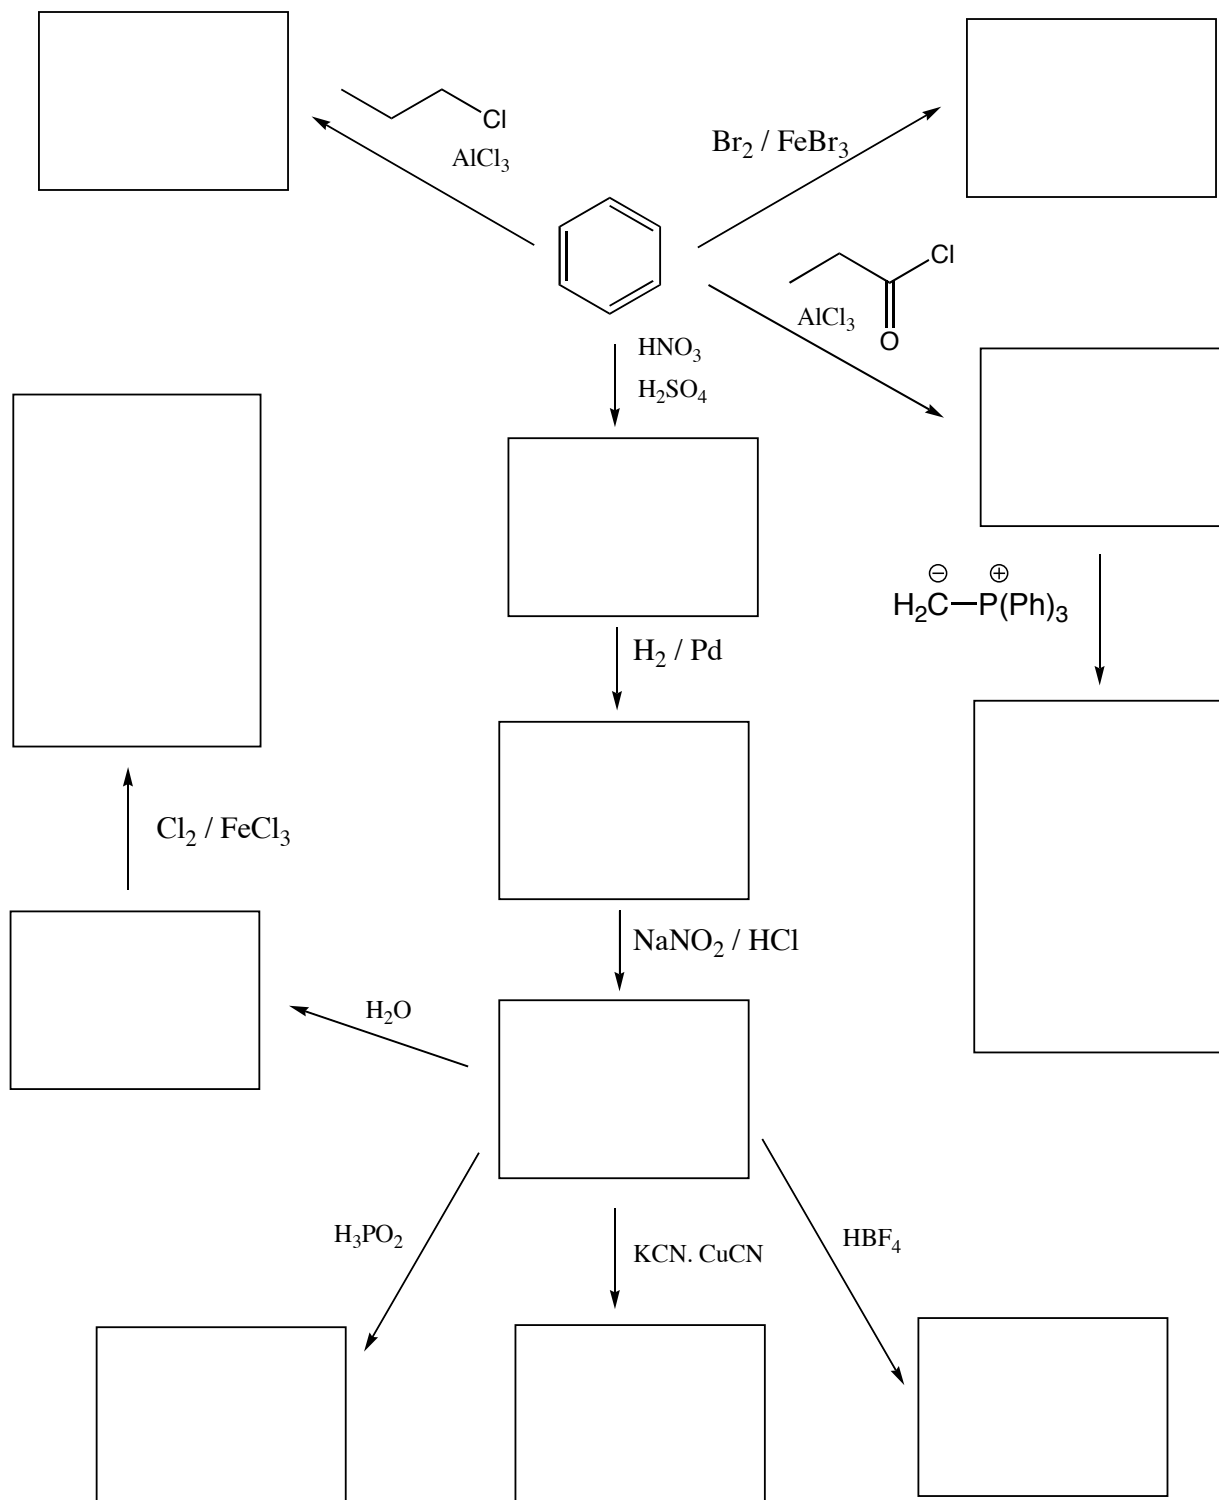 Cl
AlCl3
Br2 / FeBr3
Cl
AlCl3
O
HNO3
H2SO4
⊖ ⊕
H2C—P(Ph)3
H2 / Pd
Cl2 / FeCl3
NaNO2 / HCl
H2O
H3PO2
KCN. CuCN
HBF4